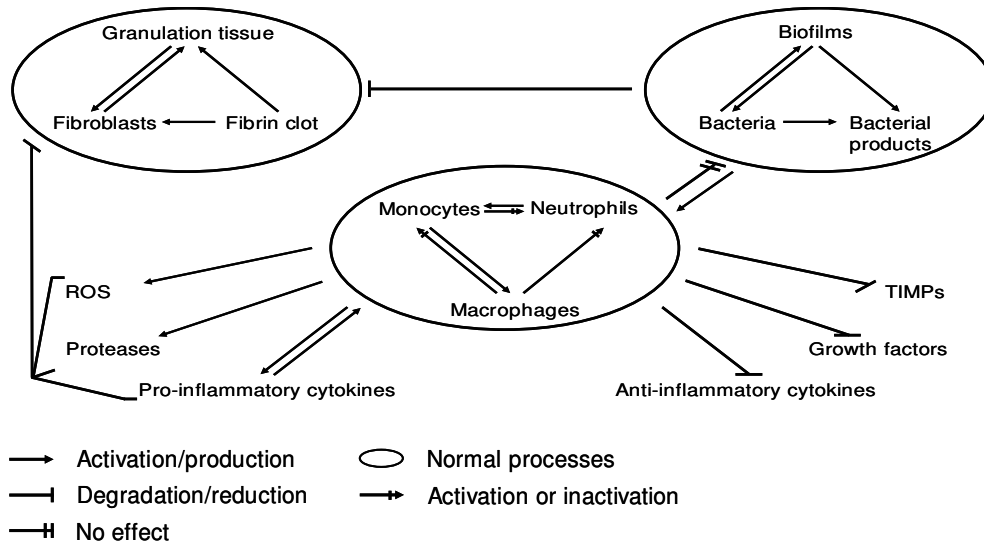 Granulation tissue
Fibroblasts
Fibrin clot
Biofilms
Bacteria
Bacterial
products
Monocytes
Neutrophils
Macrophages
ROS
Proteases
Pro-inflammatory cytokines
TIMPs
Growth factors
Anti-inflammatory cytokines
Activation/production
Degradation/reduction
No effect
Normal processes
Activation or inactivation